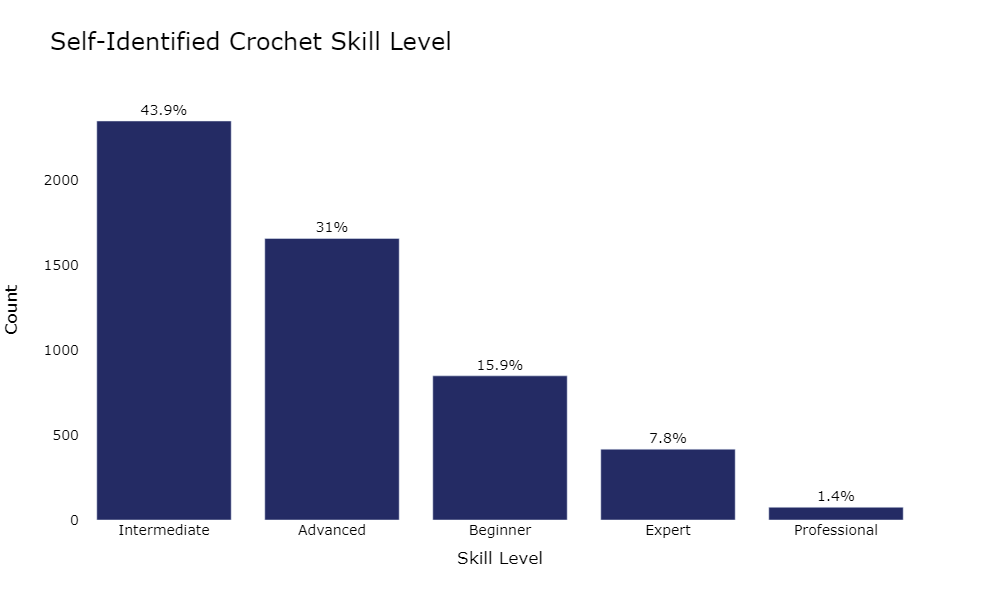 Self-Identified Crochet Skill Level
43.9%
31%
15.9%
7.8%
1.4%
2000
1500
1000
500
0
Count
Intermediate Advanced Beginner Expert Professional
Skill Level